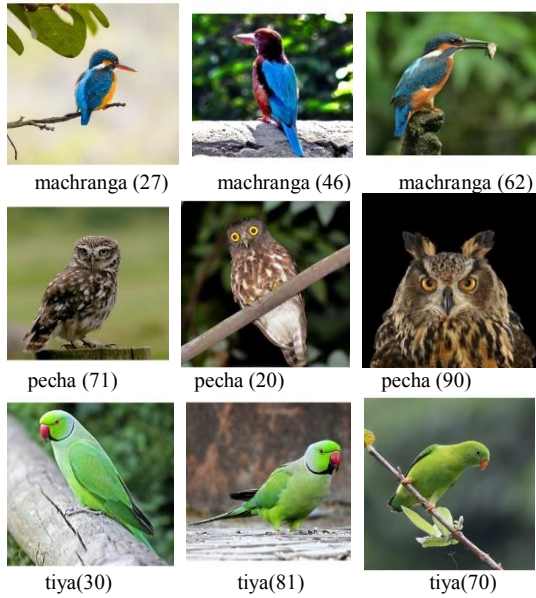 machranga (27) machranga (46) machranga (62)
pecha (71) pecha (20) pecha (90)
tiya(30) tiya(81) tiya(70)